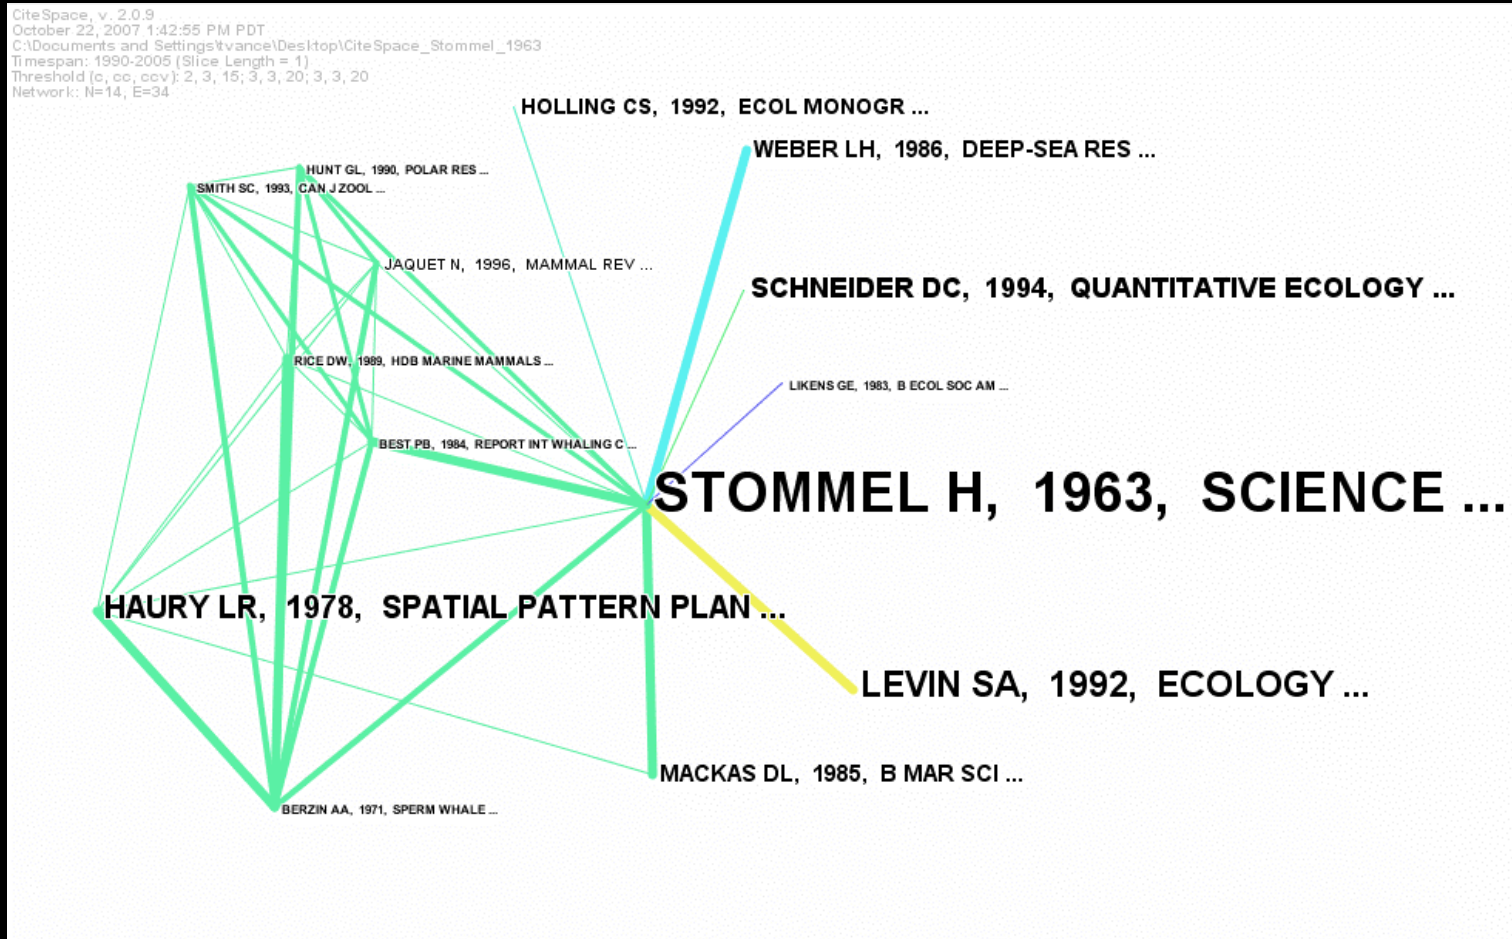 CiteSpace, v. 2.0.9
October 22, 2007 1:42:55 PM PDT
C:\Documents and Settings\tvance\Desktop\CiteSpace_Stommel_1963
Timespan: 1990-2005 (Slice Length = 1)
Threshold (c, cc, ccv): 2, 3, 15; 3, 3, 20; 3, 3, 20
Network: N=14, E=34
HOLLING CS, 1992, ECOL MONOGR ...
WEBER LH, 1986, DEEP-SEA RES ...
HUNT GL, 1990, POLAR RES ...
SMITH SC, 1993, CAN J ZOOL ...
JAQUET N, 1996, MAMMAL REV ...
SCHNEIDER DC, 1994, QUANTITATIVE ECOLOGY ...
RICE DW, 1989, HDB MARINE MAMMALS ...
LIKENS GE, 1983, B ECOL SOC AM ...
BEST PB, 1984, REPORT INT WHALING C ...
STOMMEL H, 1963, SCIENCE ...
HAURY LR, 1978, SPATIAL PATTERN PLAN ...
LEVIN SA, 1992, ECOLOGY ...
MACKAS DL, 1985, B MAR SCI ...
BERZIN AA, 1971, SPERM WHALE ...